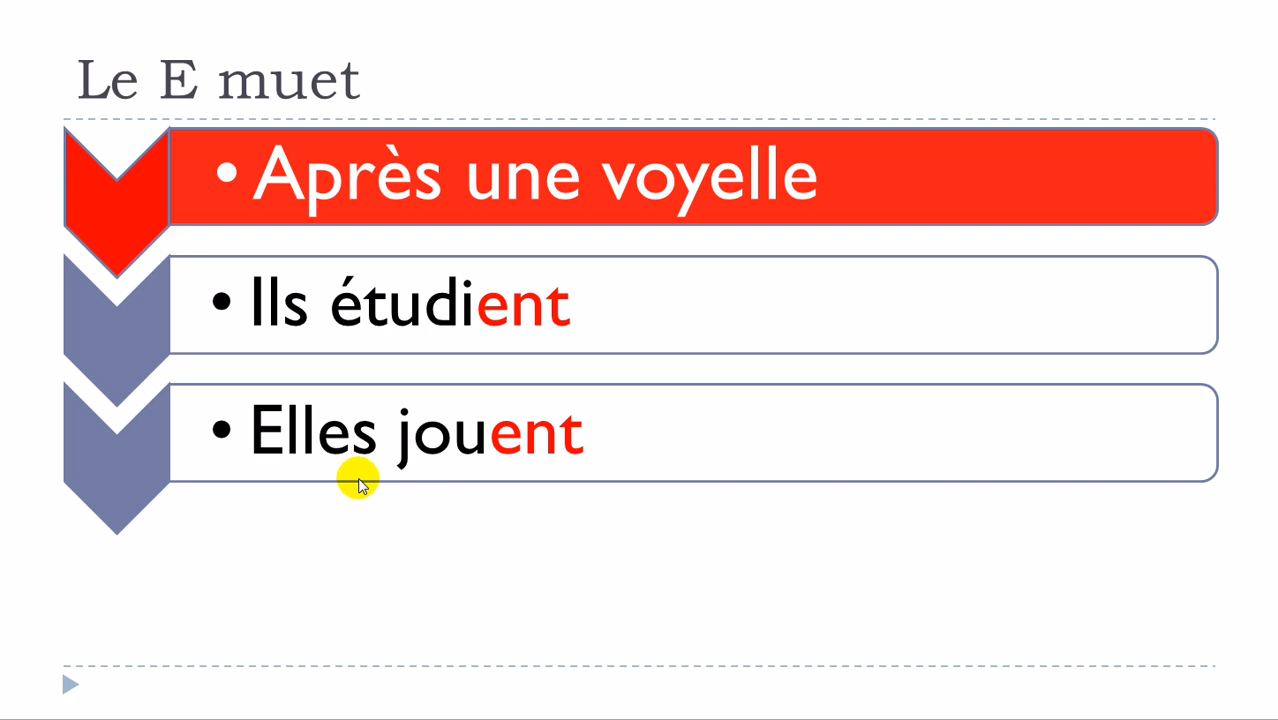 Le E muet
• Après une voyelle
• Ils étudient
• Elles jouent